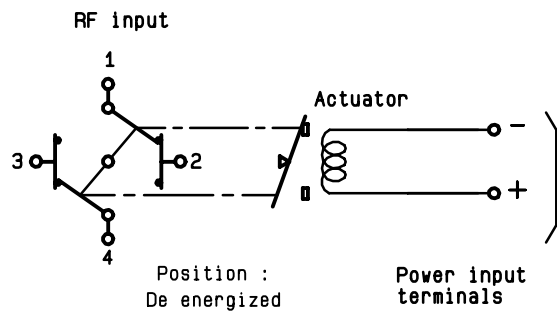 RF input
1
Actuator
-
3
2
+
4
Position :
De energized
Power input
terminals